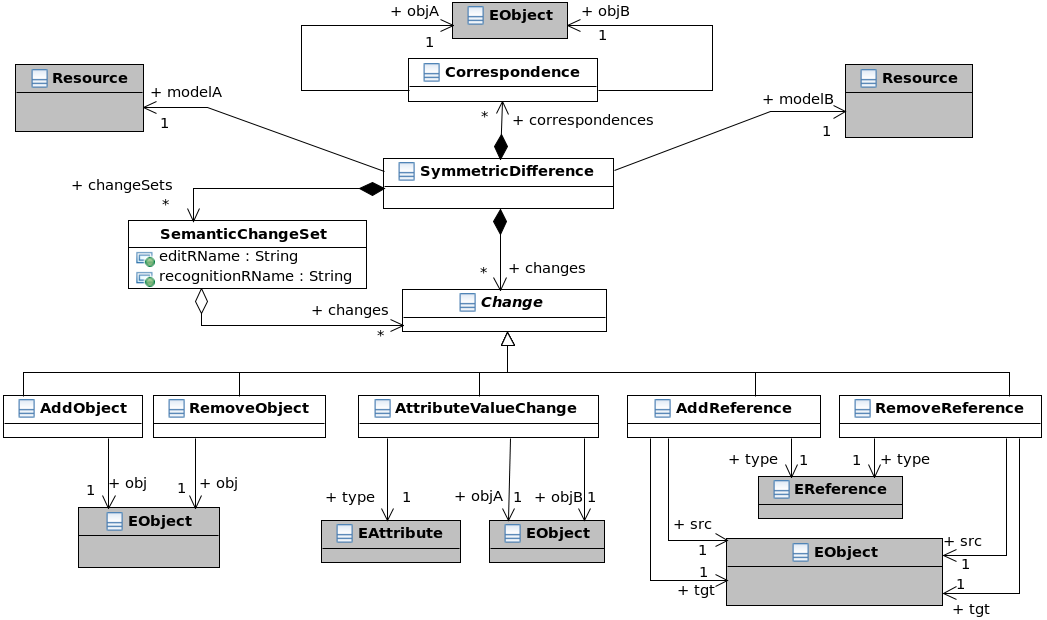 + objA
EObject
+ objB
1
1
Correspondence
Resource
Resource
+ modelA
1
+ modelB
1
*
+ correspondences
SymmetricDifference
+ changeSets
*
SemanticChangeSet
editRName : String
recognitionRName : String
*
+ changes
Change
+ changes
*
AddObject
RemoveObject
AttributeValueChange
AddReference
RemoveReference
1
+ obj
1
+ obj
+ type
1
+ objA
1
+ objB
1
+ type
1
1
+ type
EObject
EAttribute
EObject
EReference
+ src
1
EObject
+ src
1
1
+ tgt
1
+ tgt